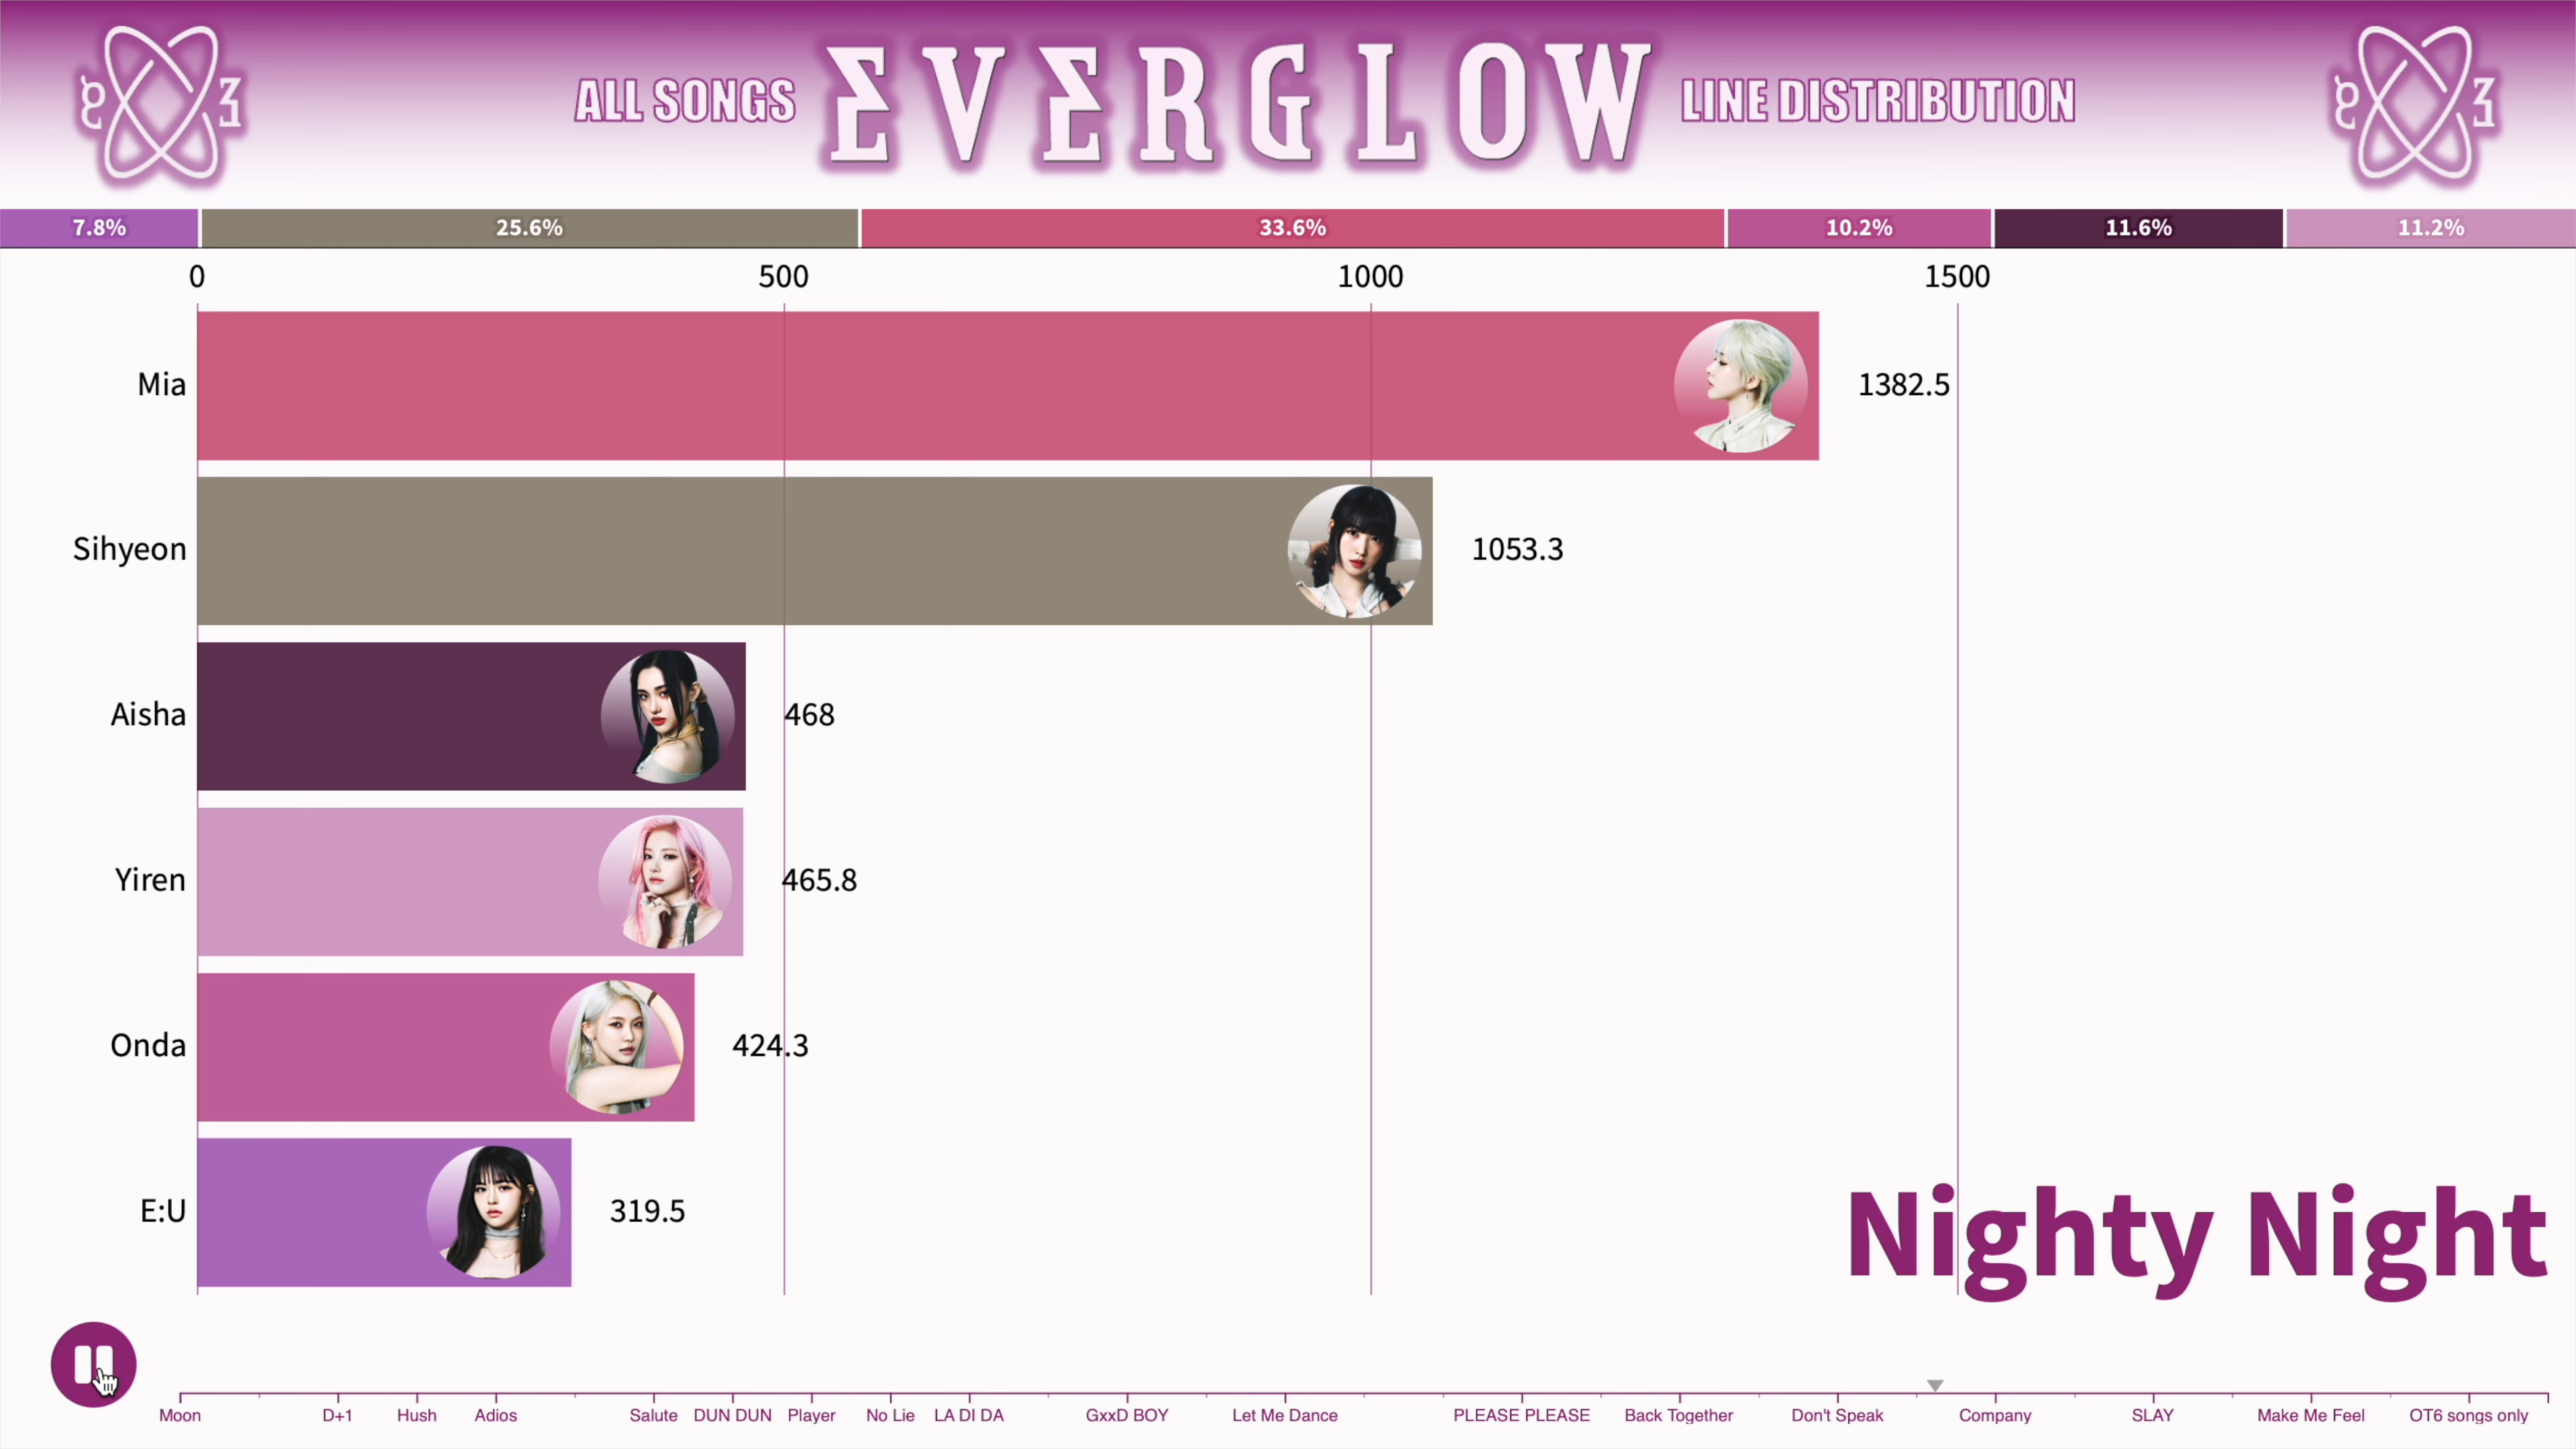 ALL SONGS EVERGLOW LINE DISTRIBUTION
7.8% 25.6% 33.6% 10.2% 11.6% 11.2%
0 500 1000 1500
Mia 1382.5
Sihyeon 1053.3
Aisha 468
Yiren 465.8
Onda 424.3
E:U 319.5
Nighty Night
Moon D+1 Hush Adios Salute DUN DUN Player No Lie LA DI DA GxxD BOY Let Me Dance PLEASE PLEASE Back Together Don't Speak Company SLAY Make Me Feel OT6 songs only